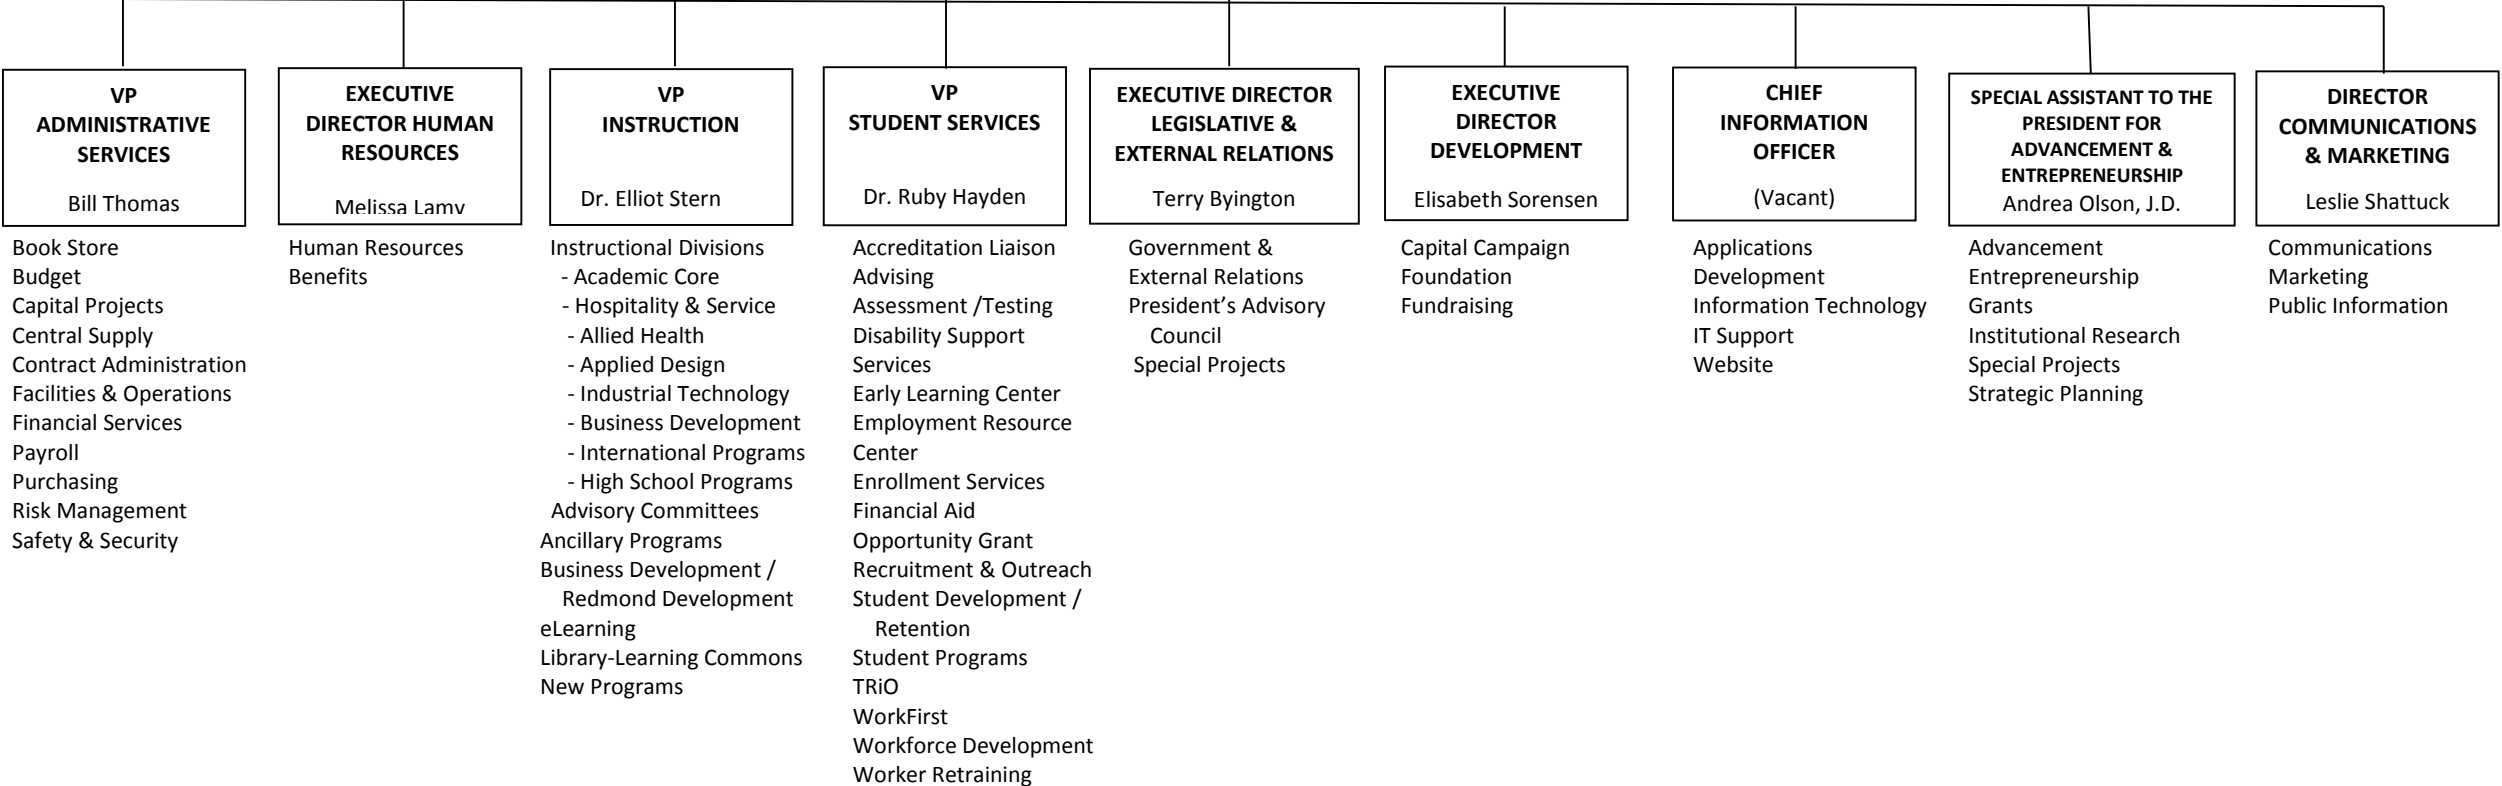 VP
ADMINISTRATIVE
SERVICES
Bill Thomas
Book Store
Budget
Capital Projects
Central Supply
Contract Administration
Facilities & Operations
Financial Services
Payroll
Purchasing
Risk Management
Safety & Security
EXECUTIVE
DIRECTOR HUMAN
RESOURCES
Melissa Lamy
Human Resources
Benefits
VP
INSTRUCTION
Dr. Elliot Stern
Instructional Divisions
- Academic Core
- Hospitality & Service
- Allied Health
- Applied Design
- Industrial Technology
- Business Development
- International Programs
- High School Programs
Advisory Committees
Ancillary Programs
Business Development /
Redmond Development
eLearning
Library-Learning Commons
New Programs
VP
STUDENT SERVICES
Dr. Ruby Hayden
Accreditation Liaison
Advising
Assessment /Testing
Disability Support
Services
Early Learning Center
Employment Resource
Center
Enrollment Services
Financial Aid
Opportunity Grant
Recruitment & Outreach
Student Development /
Retention
Student Programs
TRiO
WorkFirst
Workforce Development
Worker Retraining
EXECUTIVE DIRECTOR
LEGISLATIVE &
EXTERNAL RELATIONS
Terry Byington
Government &
External Relations
President’s Advisory
Council
Special Projects
EXECUTIVE
DIRECTOR
DEVELOPMENT
Elisabeth Sorensen
Capital Campaign
Foundation
Fundraising
CHIEF
INFORMATION
OFFICER
(Vacant)
Applications
Development
Information Technology
IT Support
Website
SPECIAL ASSISTANT TO THE
PRESIDENT FOR
ADVANCEMENT &
ENTREPRENEURSHIP
Andrea Olson, J.D.
Advancement
Entrepreneurship
Grants
Institutional Research
Special Projects
Strategic Planning
DIRECTOR
COMMUNICATIONS
& MARKETING
Leslie Shattuck
Communications
Marketing
Public Information